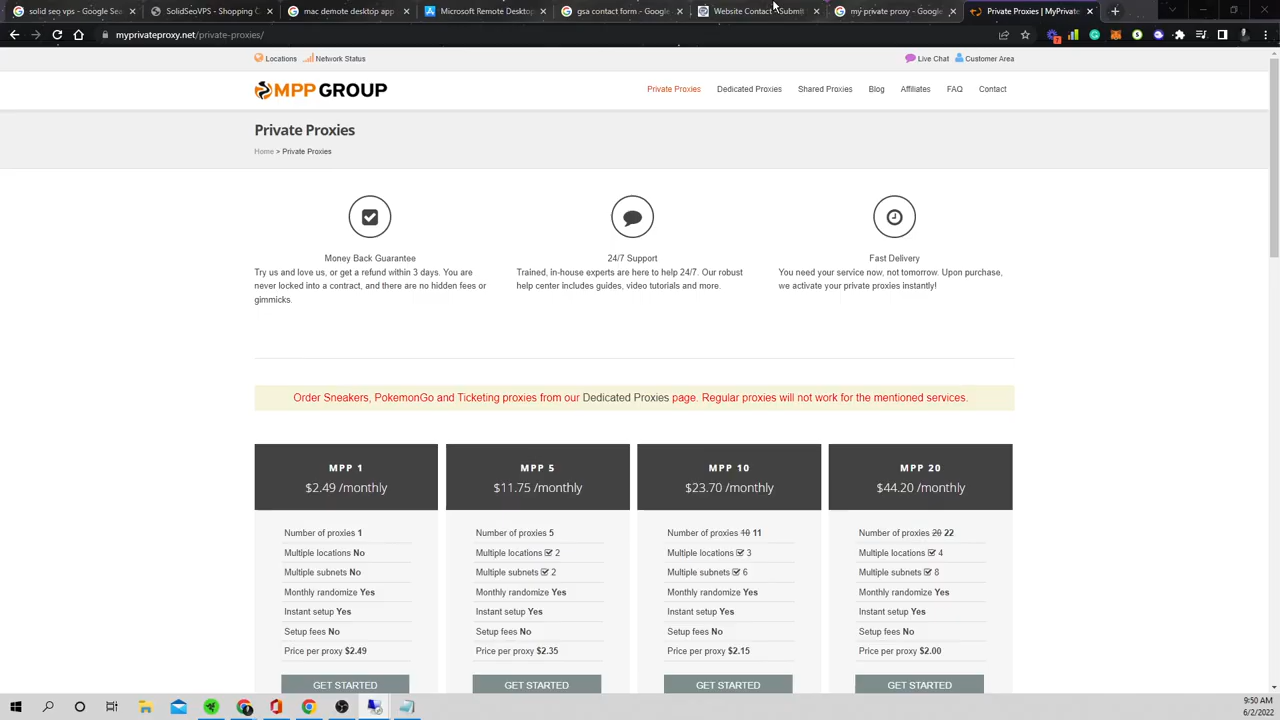 solid seo vps - Google Se
SolidSeoVPS - Shopping
mac demote desktop - Go
Microsoft Remote Desktop
gsa contact form - Google
Website Contact Submit
my private proxy - Google
Private Proxies | MyPrivate
myprivateproxy.net/private-proxies/
Locations Network Status
Live Chat Customer Area
MPP GROUP
Private Proxies Dedicated Proxies Shared Proxies Blog Affiliates FAQ Contact
Private Proxies
Home > Private Proxies
Money Back Guarantee
Try us and love us, or get a refund within 3 days. You are
never locked into a contract, and there are no hidden fees or
gimmicks.
24/7 Support
Trained, in-house experts are here to help 24/7. Our robust
help center includes guides, video tutorials and more.
Fast Delivery
You need your service now, not tomorrow. Upon purchase,
we activate your private proxies instantly!
Order Sneakers, PokemonGo and Ticketing proxies from our Dedicated Proxies page. Regular proxies will not work for the mentioned services.
MPP 1
$2.49 /monthly
Number of proxies 1
Multiple locations No
Multiple subnets No
Monthly randomize Yes
Instant setup Yes
Setup fees No
Price per proxy $2.49
GET STARTED
MPP 5
$11.75 /monthly
Number of proxies 5
Multiple locations 2
Multiple subnets 2
Monthly randomize Yes
Instant setup Yes
Setup fees No
Price per proxy $2.35
GET STARTED
MPP 10
$23.70 /monthly
Number of proxies 10 11
Multiple locations 3
Multiple subnets 6
Monthly randomize Yes
Instant setup Yes
Setup fees No
Price per proxy $2.15
GET STARTED
MPP 20
$44.20 /monthly
Number of proxies 20 22
Multiple locations 4
Multiple subnets 8
Monthly randomize Yes
Instant setup Yes
Setup fees No
Price per proxy $2.00
GET STARTED
9:50 AM
6/2/2022